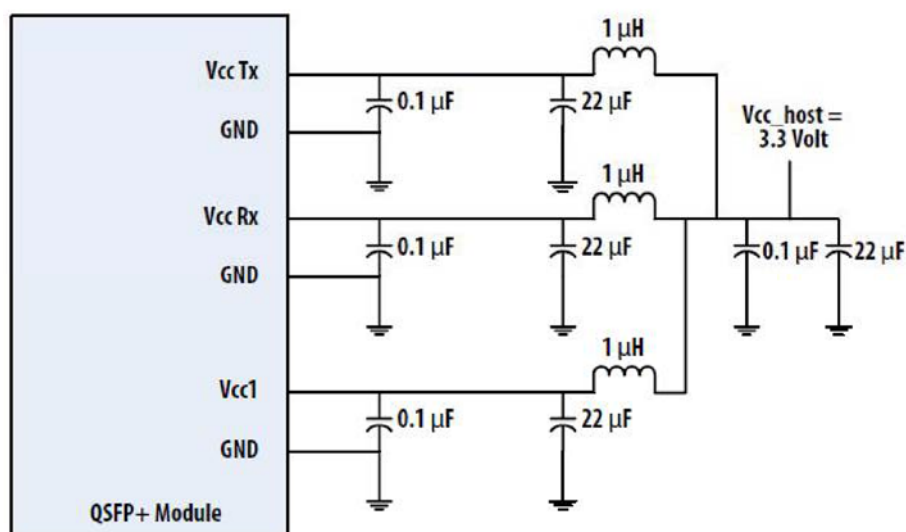 1 μH
Vcc Tx
0.1 μF
22 μF
GND
Vcc_host =
3.3 Volt
1 μH
Vcc Rx
0.1 μF
22 μF
0.1 μF
22 μF
GND
1 μH
Vcc1
0.1 μF
22 μF
GND
QSFP+ Module